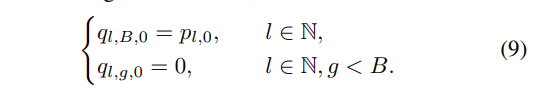 q_{l,B,0} = p_{l,0},   l ∈ ℕ,
q_{l,g,0} = 0,   l ∈ ℕ, g < B.
(9)